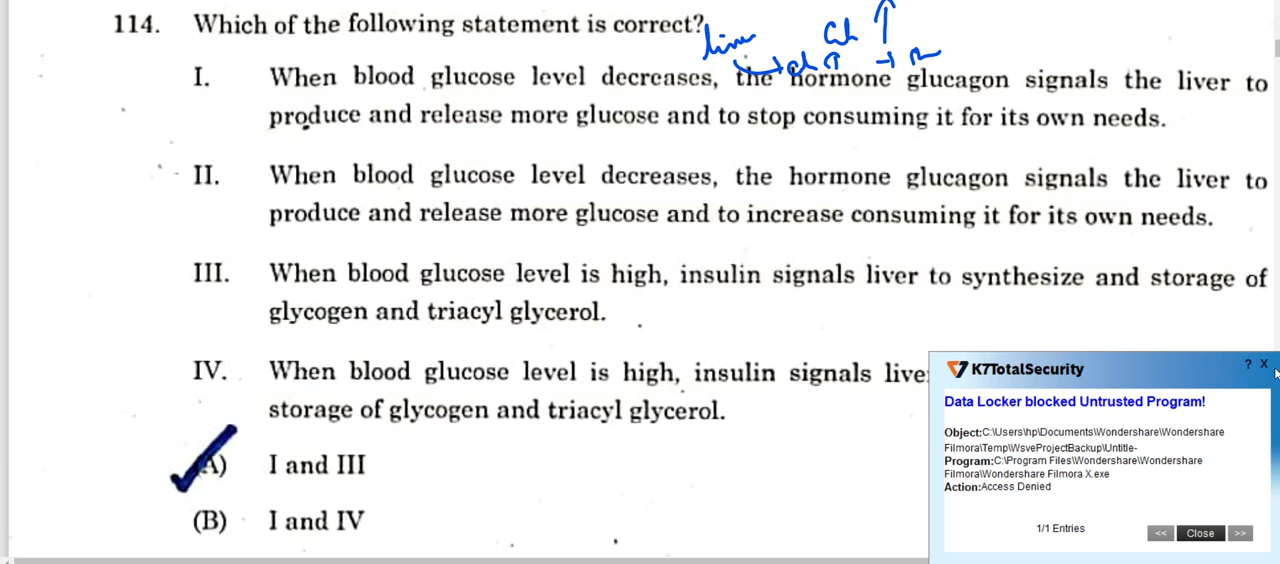 114. Which of the following statement is correct?
I. When blood glucose level decreases, the hormone glucagon signals the liver to
produce and release more glucose and to stop consuming it for its own needs.
II. When blood glucose level decreases, the hormone glucagon signals the liver to
produce and release more glucose and to increase consuming it for its own needs.
III. When blood glucose level is high, insulin signals liver to synthesize and storage of
glycogen and triacyl glycerol.
IV. When blood glucose level is high, insulin signals
storage of glycogen and triacyl glycerol.
A) I and III
(B) I and IV
K7TotalSecurity
? X
Data Locker blocked Untrusted Program!
Object:C:\Users\hp\Documents\Wondershare\Wondershare
Filmora\Temp\WsveProjectBackup\Untitle-
Program:C:\Program Files\Wondershare\Wondershare
Filmora\Wondershare Filmora X.exe
Action:Access Denied
1/1 Entries
<< Close >>